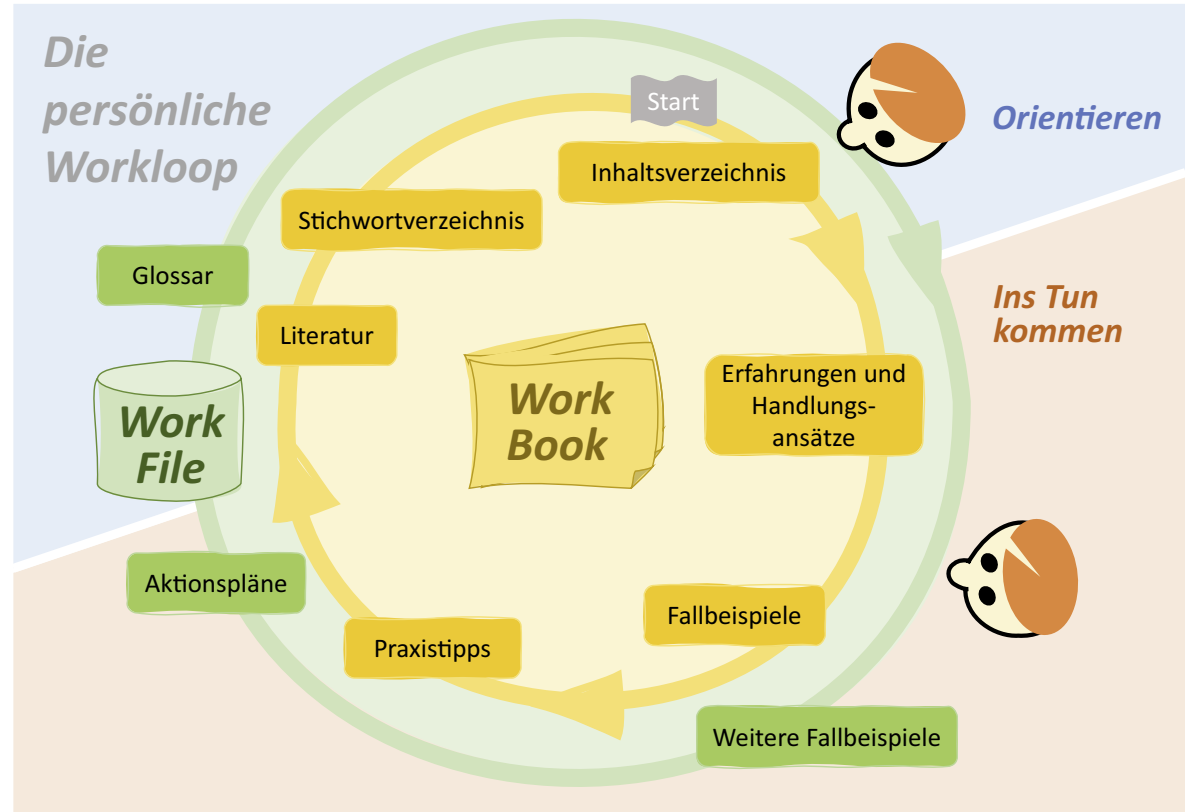 Die
persönliche
Workloop
Start
Orientieren
Inhaltsverzeichnis
Stichwortverzeichnis
Glossar
Literatur
Ins Tun
kommen
Work
File
Work
Book
Erfahrungen und
Handlungs-
ansätze
Aktionspläne
Fallbeispiele
Praxistipps
Weitere Fallbeispiele